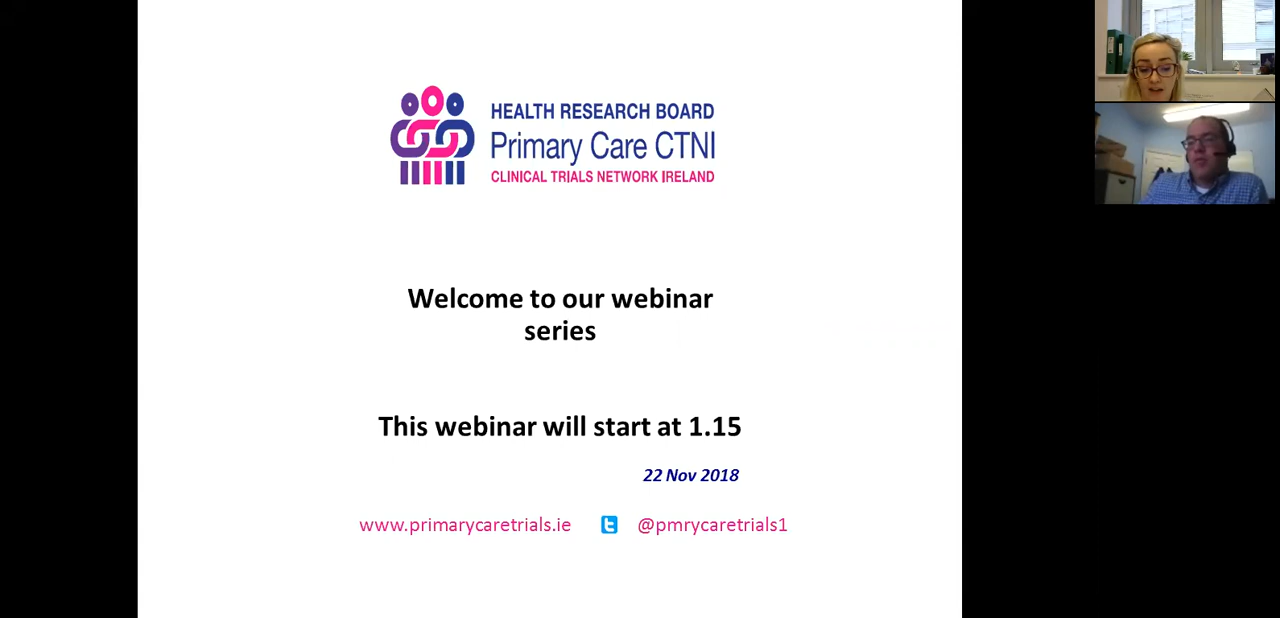 HEALTH RESEARCH BOARD
Primary Care CTNI
CLINICAL TRIALS NETWORK IRELAND
Welcome to our webinar
series
This webinar will start at 1.15
22 Nov 2018
www.primarycaretrials.ie @pmrycaretrials1